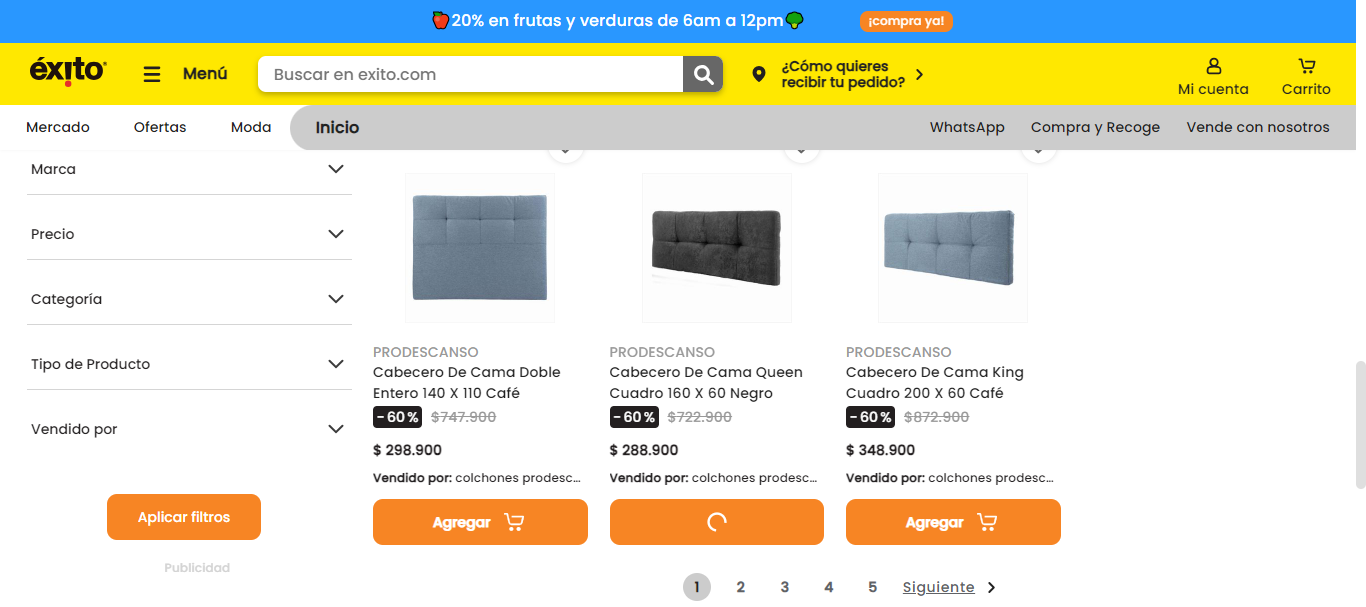 20% en frutas y verduras de 6am a 12pm
¡compra ya!
éxito
Menú
Buscar en exito.com
¿Cómo quieres
recibir tu pedido?
Mi cuenta
Carrito
Mercado
Ofertas
Moda
Inicio
WhatsApp
Compra y Recoge
Vende con nosotros
Marca
Precio
Categoría
Tipo de Producto
Vendido por
Aplicar filtros
Publicidad
PRODESCANSO
Cabecero De Cama Doble
Entero 140 X 110 Café
-60% $747.900
$ 298.900
Vendido por: colchones prodesc...
Agregar
PRODESCANSO
Cabecero De Cama Queen
Cuadro 160 X 60 Negro
-60% $722.900
$ 288.900
Vendido por: colchones prodesc...
PRODESCANSO
Cabecero De Cama King
Cuadro 200 X 60 Café
-60% $872.900
$ 348.900
Vendido por: colchones prodesc...
Agregar
1 2 3 4 5 Siguiente